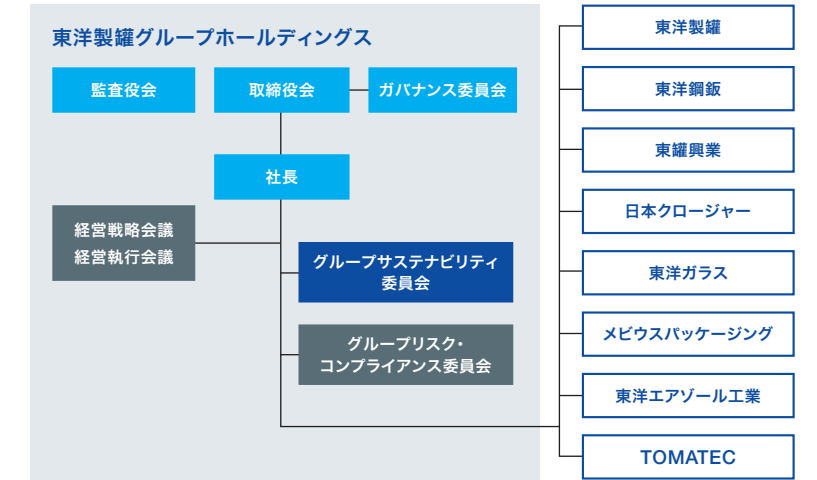 東洋製罐グループホールディングス
監査役会
取締役会
ガバナンス委員会
社長
経営戦略会議
経営執行会議
グループサステナビリティ
委員会
グループリスク・
コンプライアンス委員会
東洋製罐
東洋鋼鈑
東罐興業
日本クロージャー
東洋ガラス
メビウスパッケージング
東洋エアゾール工業
TOMATEC